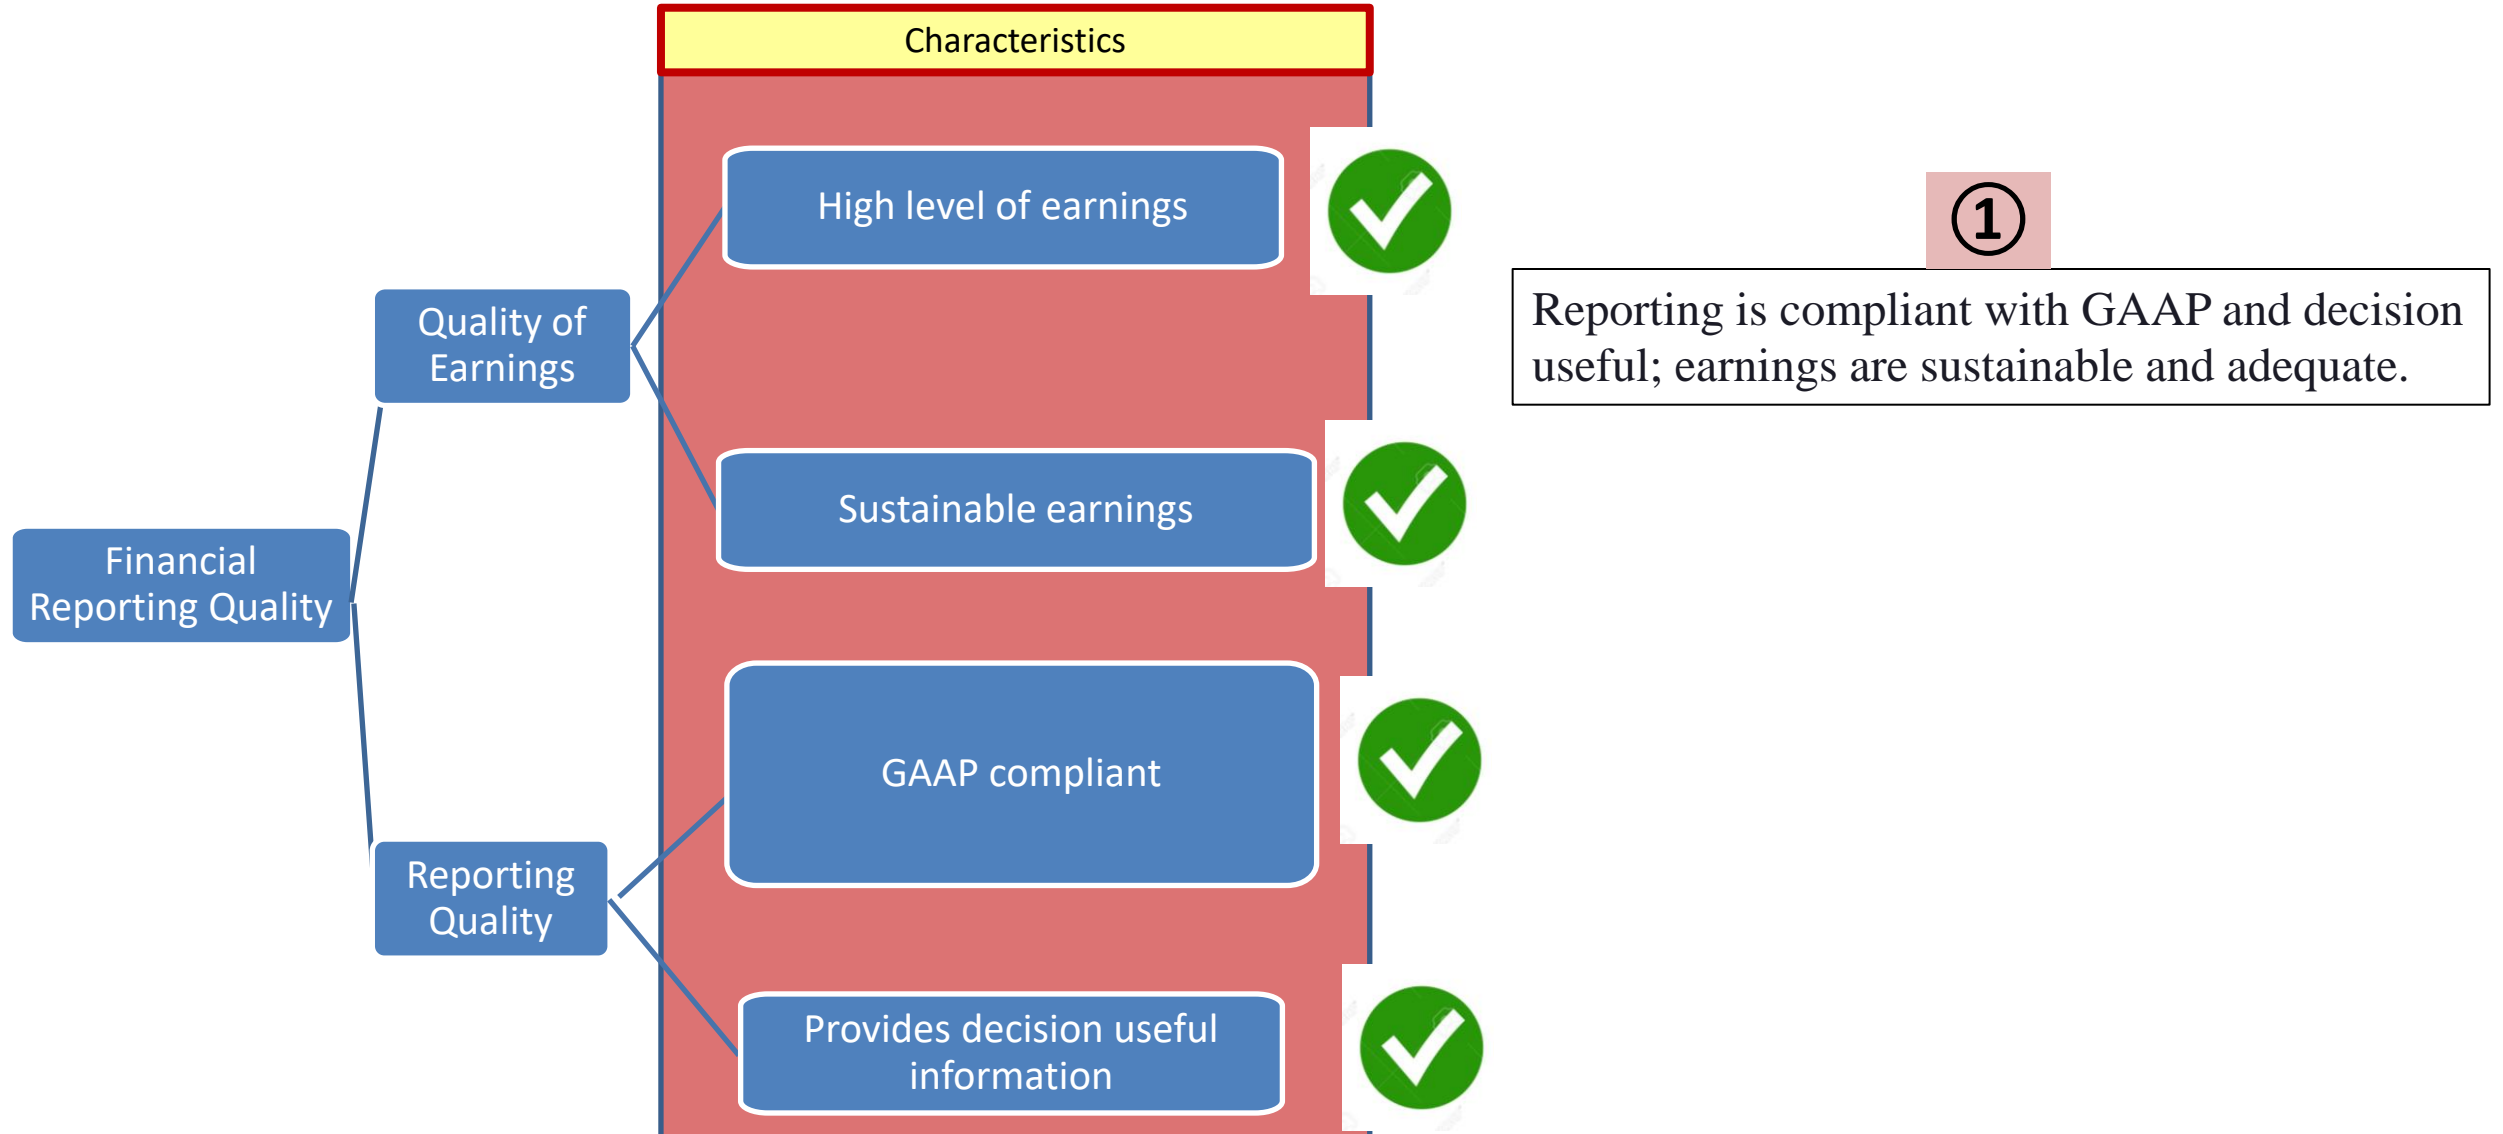 Characteristics
High level of earnings
①
Reporting is compliant with GAAP and decision
useful; earnings are sustainable and adequate.
Quality of
Earnings
Sustainable earnings
Financial
Reporting Quality
GAAP compliant
Reporting
Quality
Provides decision useful
information